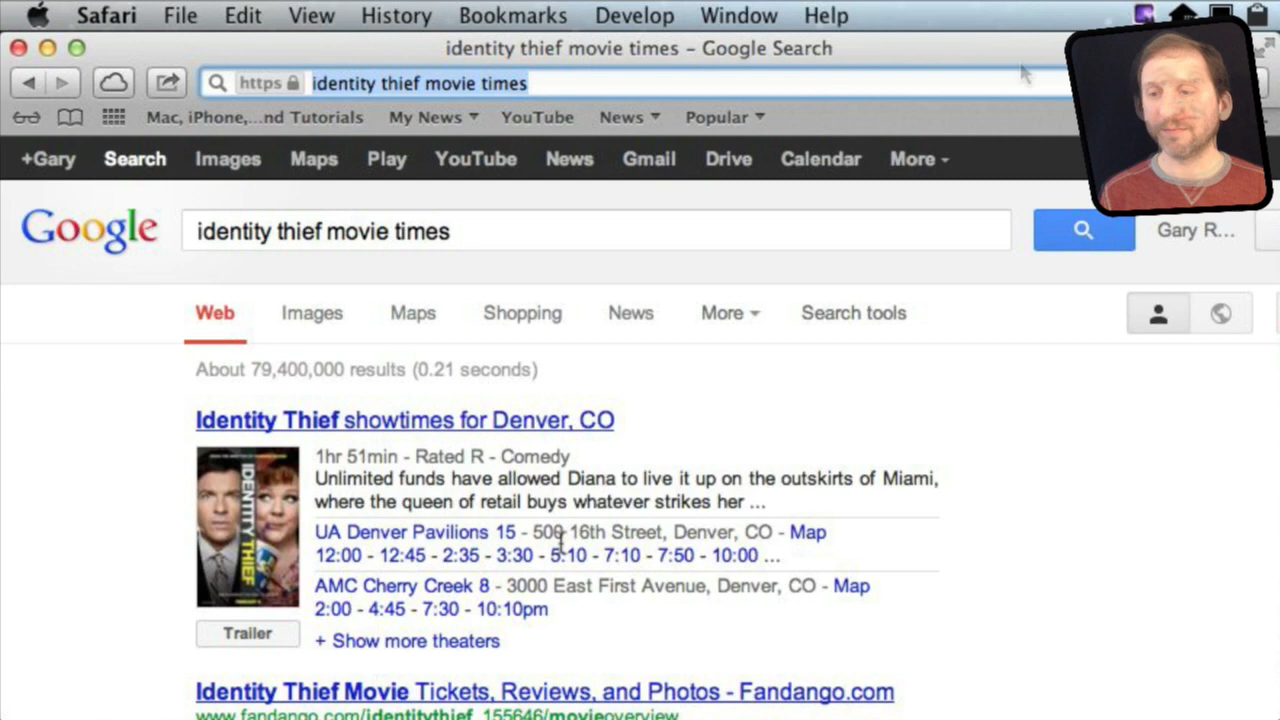 Safari File Edit View History Bookmarks Develop Window Help
identity thief movie times – Google Search
https identity thief movie times
Mac, iPhone,...nd Tutorials My News YouTube News Popular
+Gary Search Images Maps Play YouTube News Gmail Drive Calendar More
Google identity thief movie times Gary R...
Web Images Maps Shopping News More Search tools
About 79,400,000 results (0.21 seconds)
Identity Thief showtimes for Denver, CO
1hr 51min - Rated R - Comedy
Unlimited funds have allowed Diana to live it up on the outskirts of Miami,
where the queen of retail buys whatever strikes her ...
IDENTITY THIEF
UA Denver Pavilions 15 - 500 16th Street, Denver, CO - Map
12:00 - 12:45 - 2:35 - 3:30 - 5:10 - 7:10 - 7:50 - 10:00 ...
AMC Cherry Creek 8 - 3000 East First Avenue, Denver, CO - Map
2:00 - 4:45 - 7:30 - 10:10pm
Trailer
+ Show more theaters
Identity Thief Movie Tickets, Reviews, and Photos - Fandango.com
www.fandango.com/identitythief_155646/movieoverview